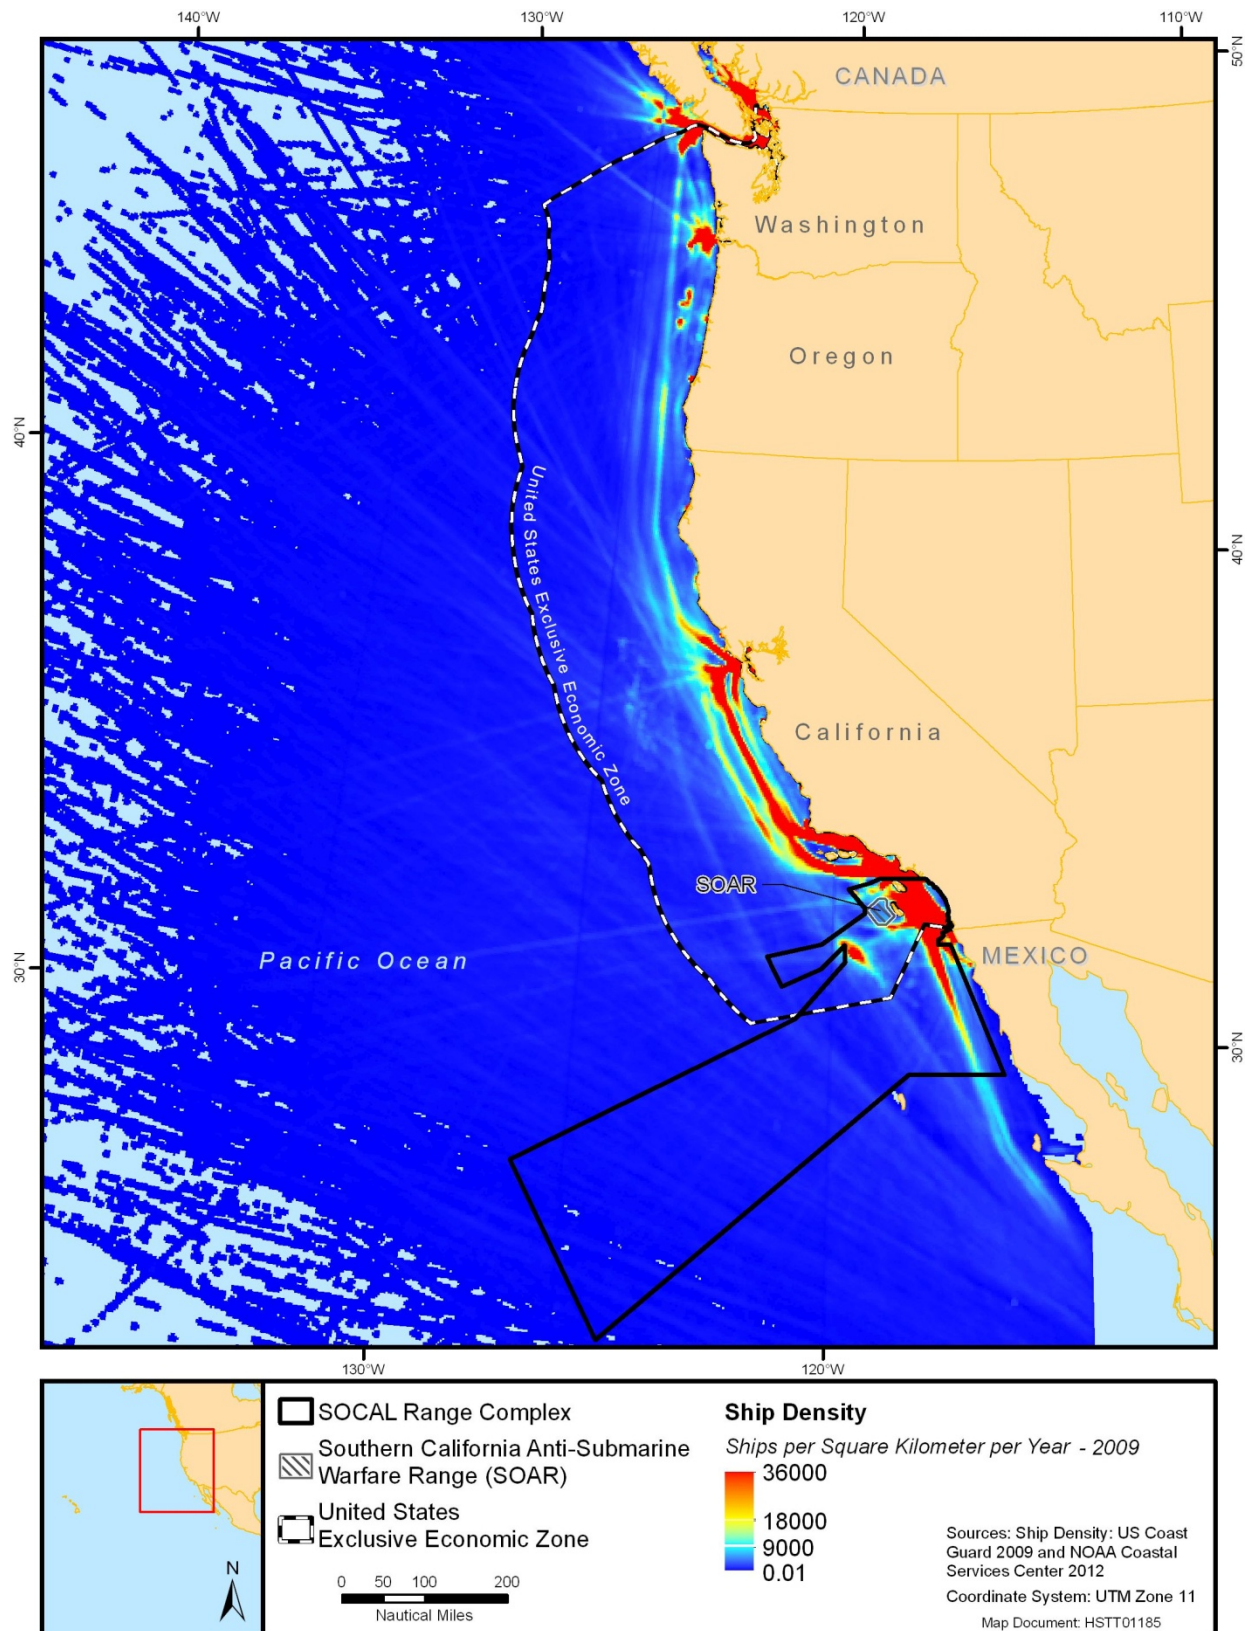 140°W
130°W
120°W
110°W
50°N
CANADA
Washington
Oregon
40°N
40°N
United States Exclusive Economic Zone
California
SOAR
Pacific Ocean
MEXICO
30°N
30°N
130°W
120°W
SOCAL Range Complex
Southern California Anti-Submarine
Warfare Range (SOAR)
United States
Exclusive Economic Zone
0 50 100 200
Nautical Miles
N
Ship Density
Ships per Square Kilometer per Year - 2009
36000
18000
9000
0.01
Sources: Ship Density: US Coast
Guard 2009 and NOAA Coastal
Services Center 2012
Coordinate System: UTM Zone 11
Map Document: HSTT01185